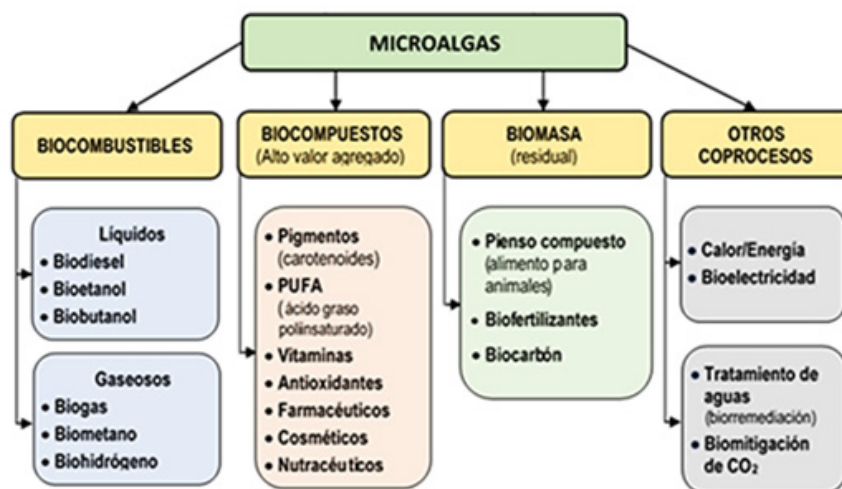 MICROALGAS
BIOCOMBUSTIBLES
Líquidos
• Biodiesel
• Bioetanol
• Biobutanol
Gaseosos
• Biogas
• Biometano
• Biohidrógeno
BIOCOMPUESTOS
(Alto valor agregado)
• Pigmentos
(carotenoides)
• PUFA
(ácido graso
poliinsaturado)
• Vitaminas
• Antioxidantes
• Farmacéuticos
• Cosméticos
• Nutracéuticos
BIOMASA
(residual)
• Pienso compuesto
(alimento para
animales)
• Biofertilizantes
• Biocarbón
OTROS
COPROCESOS
• Calor/Energía
• Bioelectricidad
• Tratamiento de
aguas
(biorremediación)
• Biomitigación
de CO₂